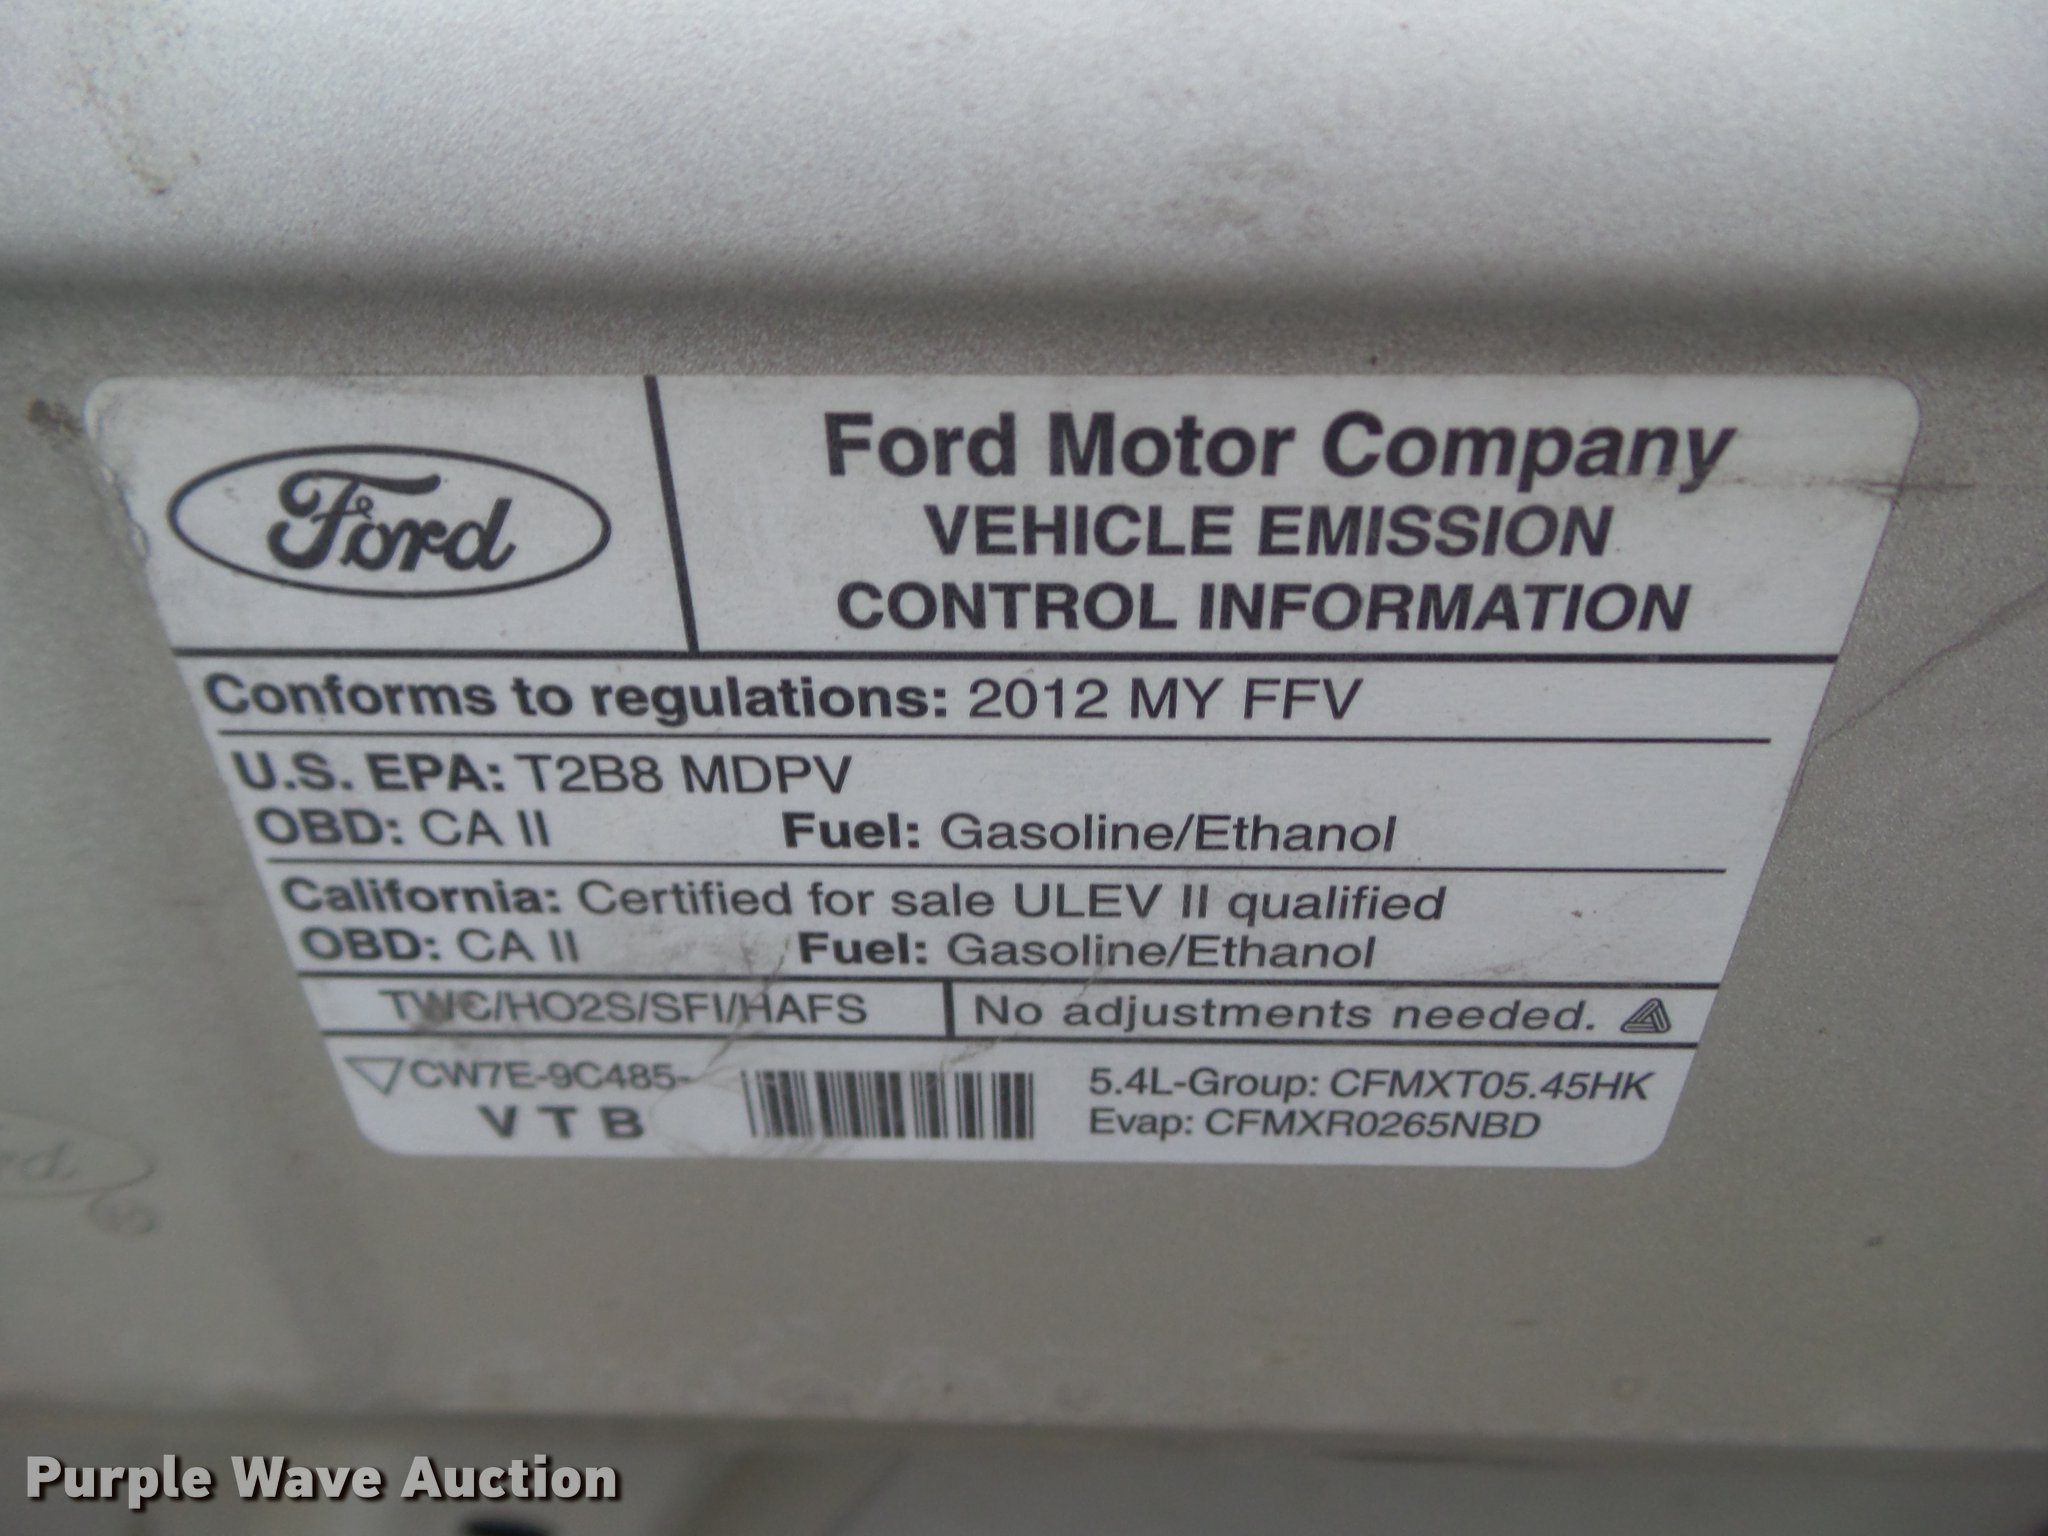 Ford
Ford Motor Company
VEHICLE EMISSION
CONTROL INFORMATION
Conforms to regulations: 2012 MY FFV
U.S. EPA: T2B8 MDPV
OBD: CA II Fuel: Gasoline/Ethanol
California: Certified for sale ULEV II qualified
OBD: CA II Fuel: Gasoline/Ethanol
TWC/HO2S/SFI/HAFS No adjustments needed.
CW7E-9C485-
V T B
5.4L-Group: CFMXT05.45HK
Evap: CFMXR0265NBD
Purple Wave Auction